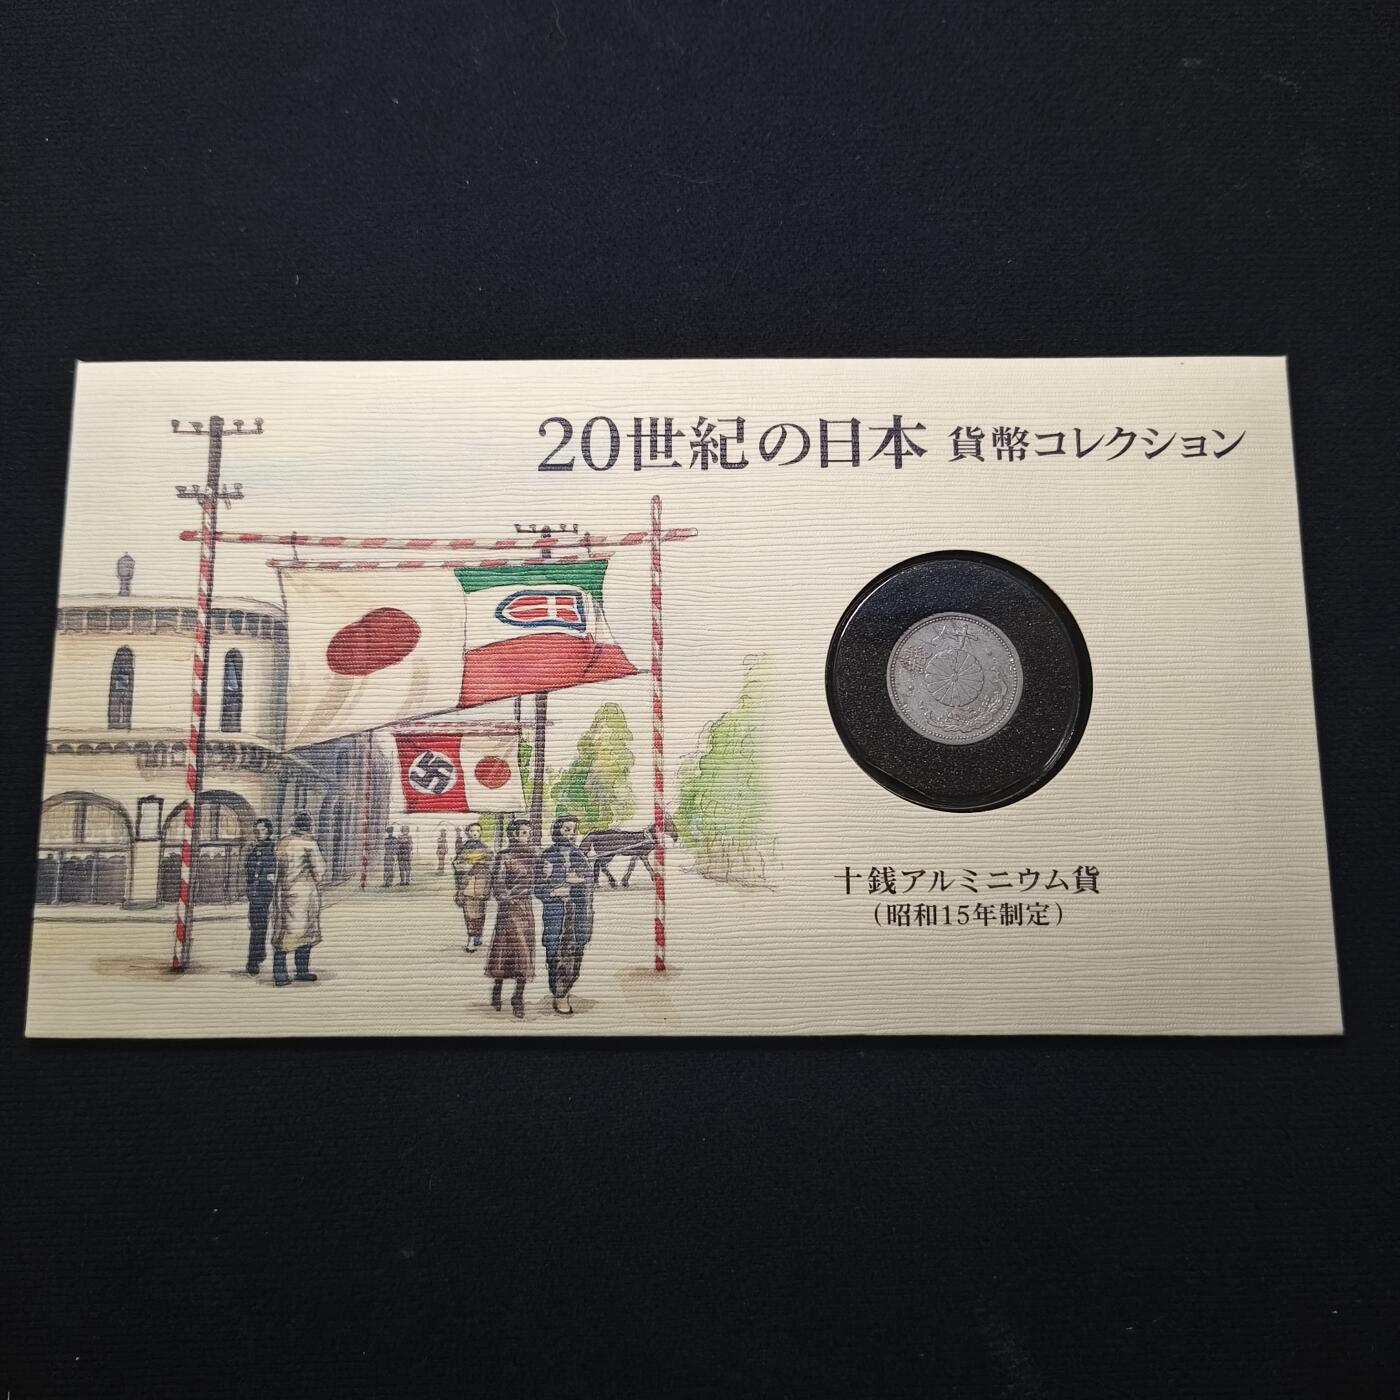 20世紀の日本 貨幣コレクション
十銭アルミニウム貨
（昭和15年制定）